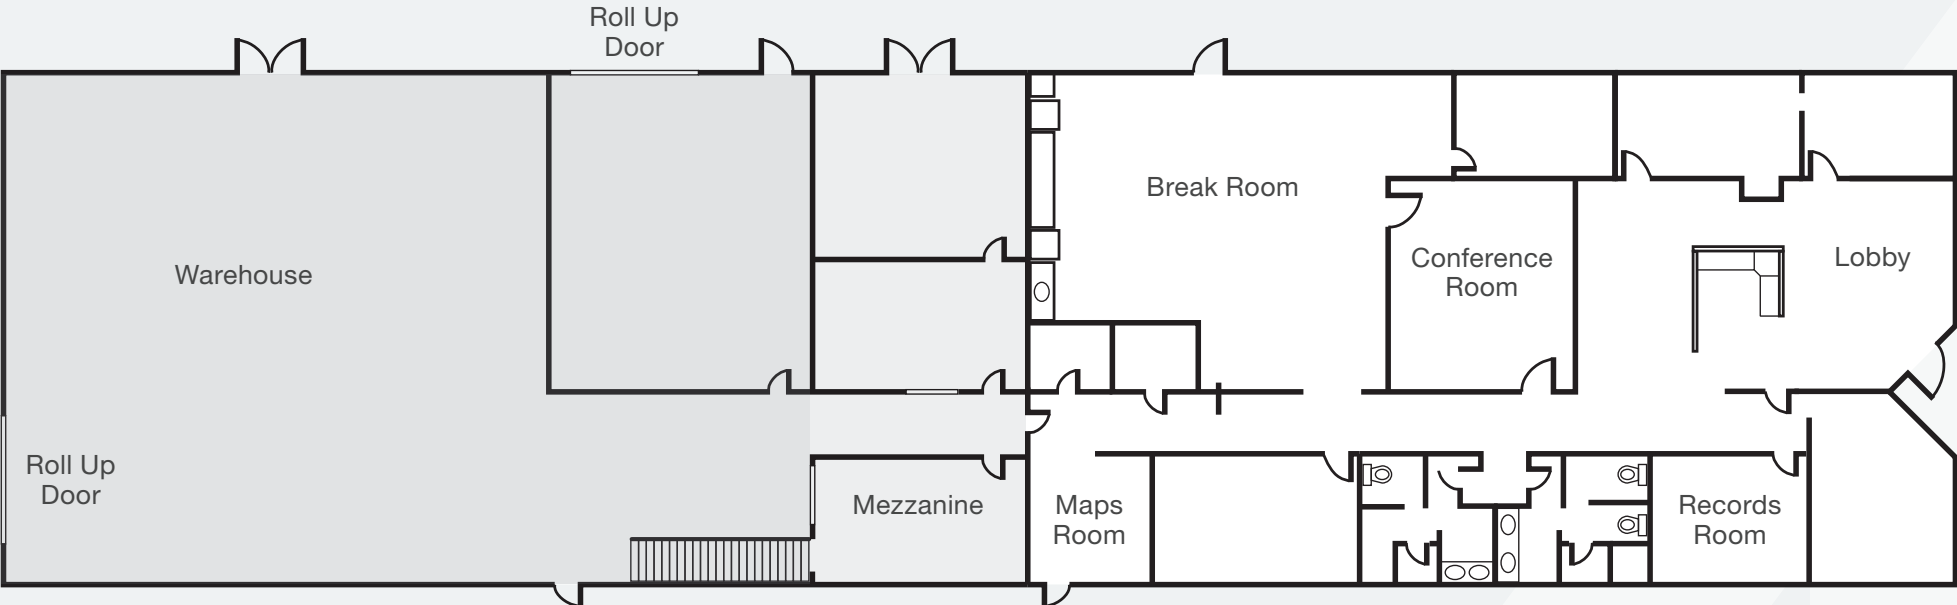 Roll Up
Door
Break Room
Warehouse
Conference
Room
Lobby
Roll Up
Door
Mezzanine
Maps
Room
Records
Room